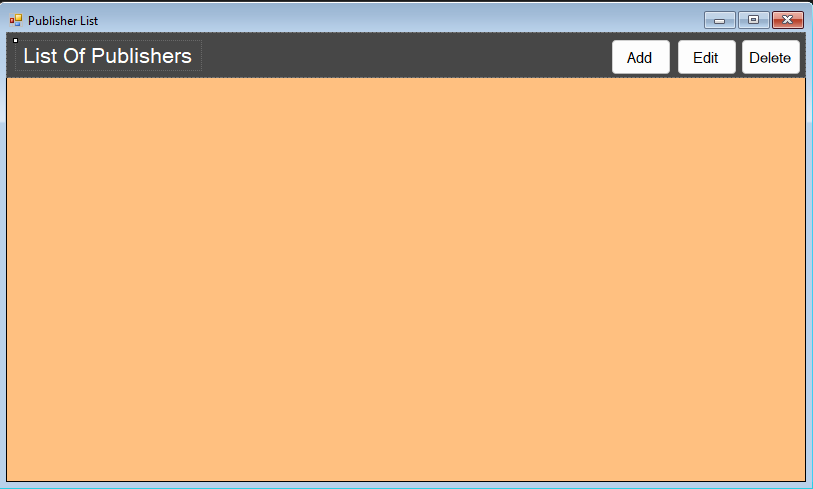 Publisher List
List Of Publishers
Add
Edit
Delete